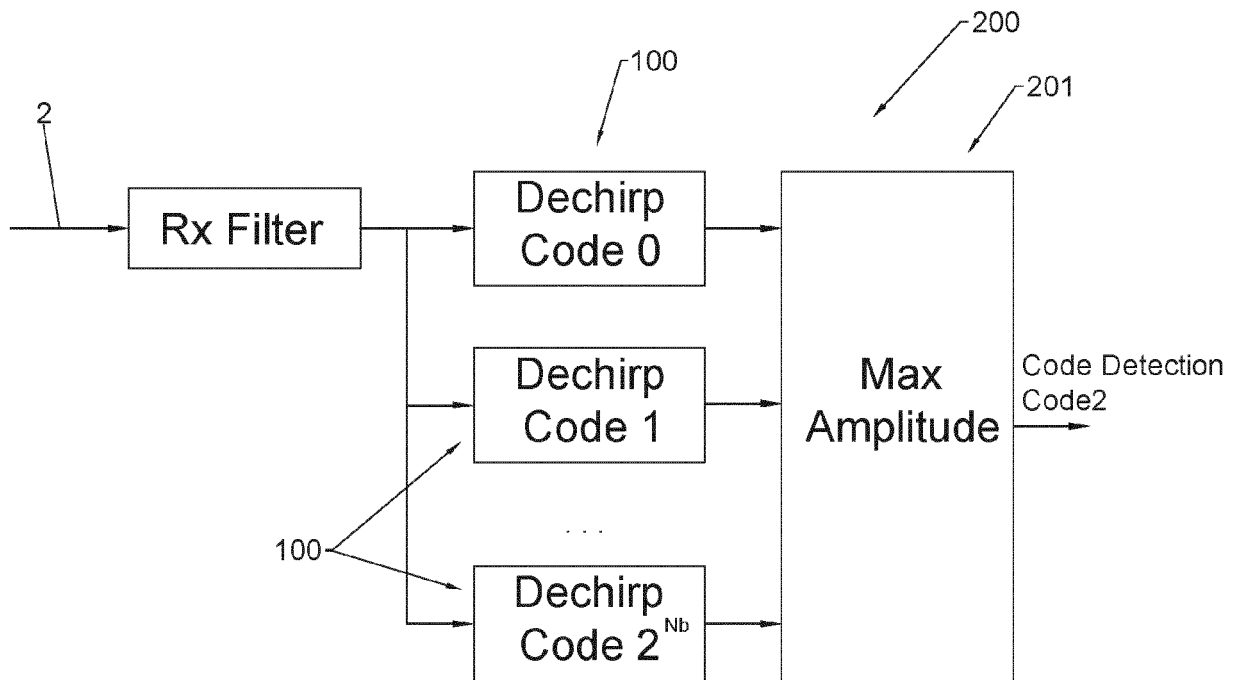 200
100
201
2
Rx Filter
Dechirp
Code 0
Dechirp
Code 1
Max
Amplitude
Code Detection
Code2
. . .
100
Dechirp
Code 2^Nb